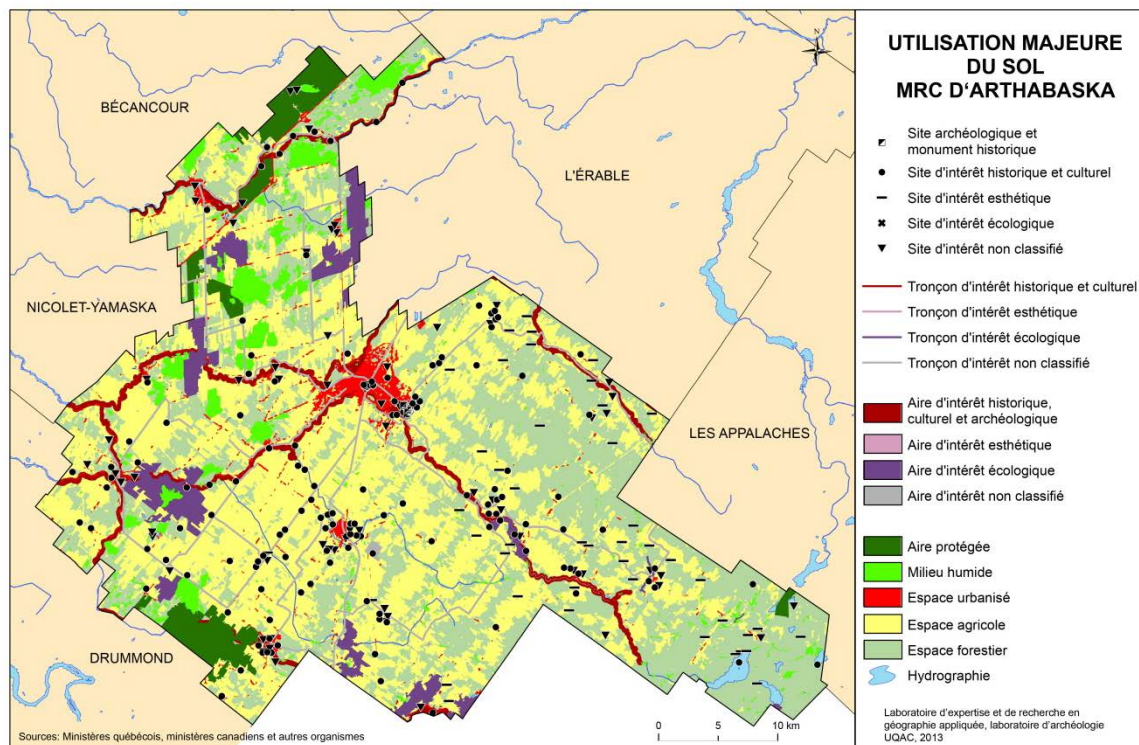 BÉCANCOUR
L'ÉRABLE
NICOLET-YAMASKA
LES APPALACHES
DRUMMOND
Sources: Ministères québécois, ministères canadiens et autres organismes
0 5 10 km
N
UTILISATION MAJEURE
DU SOL
MRC D'ARTHABASKA
Site archéologique et
monument historique
Site d'intérêt historique et culturel
Site d'intérêt esthétique
Site d'intérêt écologique
Site d'intérêt non classifié
Tronçon d'intérêt historique et culturel
Tronçon d'intérêt esthétique
Tronçon d'intérêt écologique
Tronçon d'intérêt non classifié
Aire d'intérêt historique,
culturel et archéologique
Aire d'intérêt esthétique
Aire d'intérêt écologique
Aire d'intérêt non classifié
Aire protégée
Milieu humide
Espace urbanisé
Espace agricole
Espace forestier
Hydrographie
Laboratoire d'expertise et de recherche en
géographie appliquée, laboratoire d'archéologie
UQAC, 2013